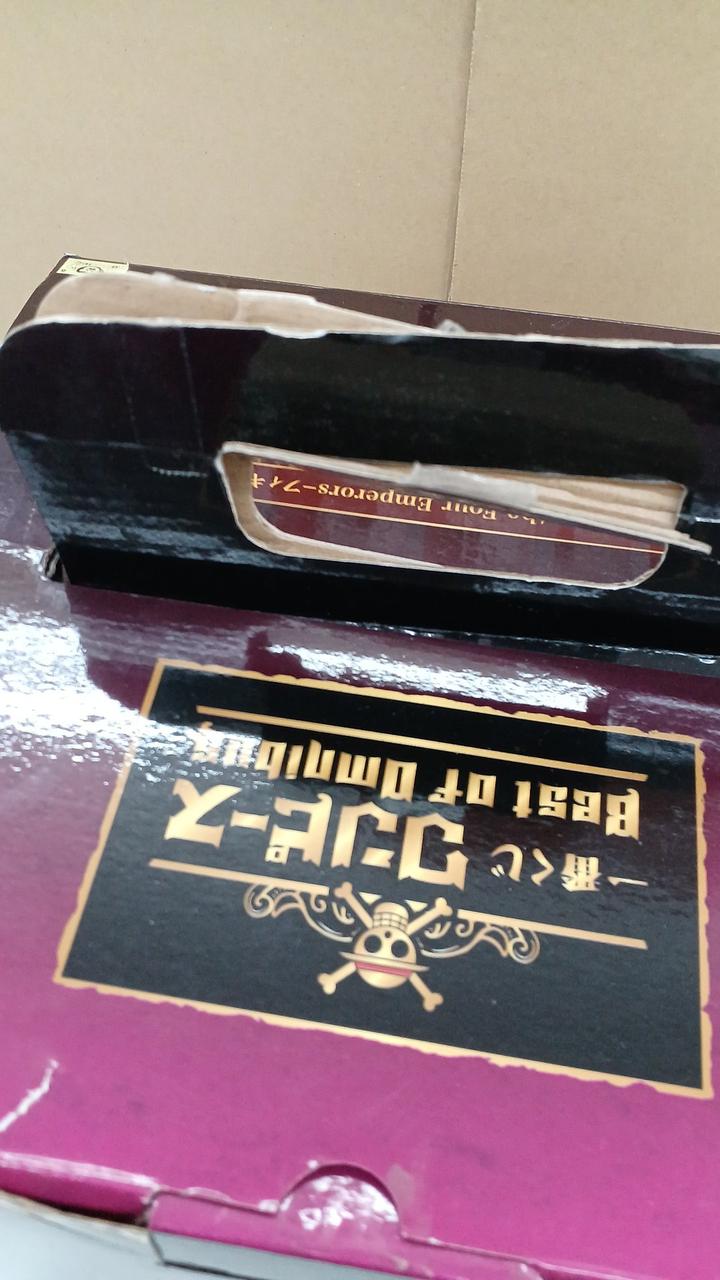 一番くじ ワンピース
Best of Omnibus
the Four Emperors-フィギ